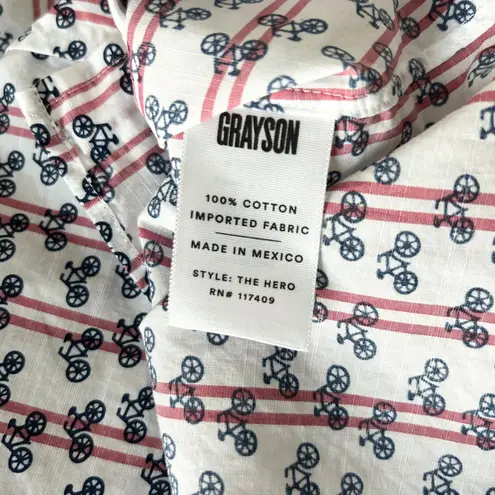 GRAYSON
100% COTTON
IMPORTED FABRIC
MADE IN MEXICO
STYLE: THE HERO
RN# 117409